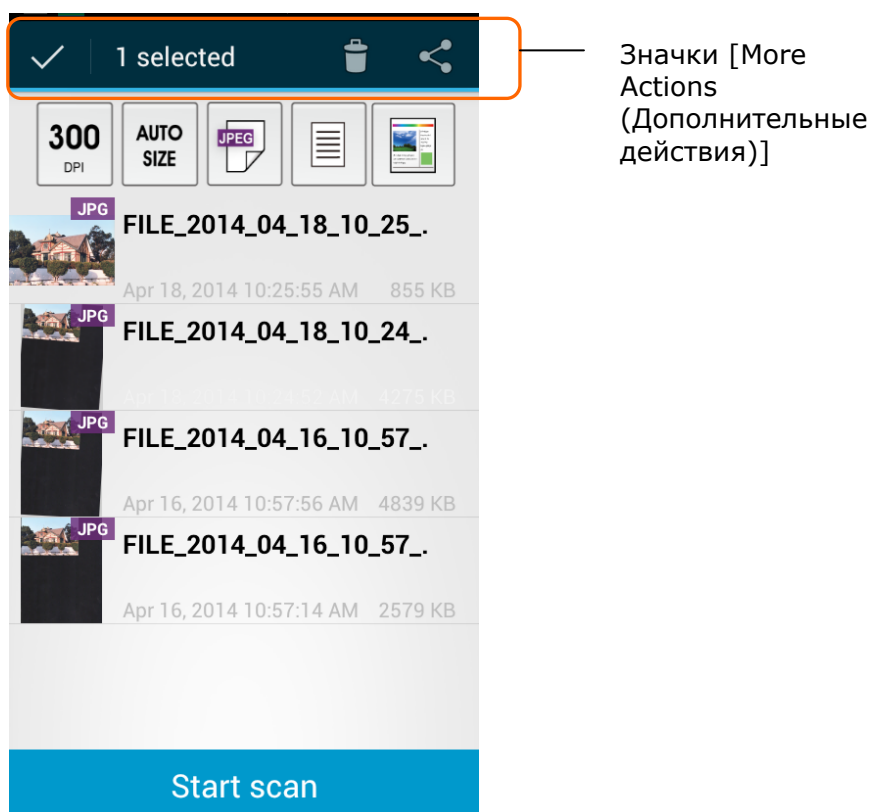 1 selected
300
DPI
AUTO
SIZE
JPEG
JPG
FILE_2014_04_18_10_25_.
Apr 18, 2014 10:25:55 AM 855 KB
JPG
FILE_2014_04_18_10_24_.
4275 KB
JPG
FILE_2014_04_16_10_57_.
Apr 16, 2014 10:57:56 AM 4839 KB
JPG
FILE_2014_04_16_10_57_.
Apr 16, 2014 10:57:14 AM 2579 KB
Start scan
Значки [More
Actions
(Дополнительные
действия)]